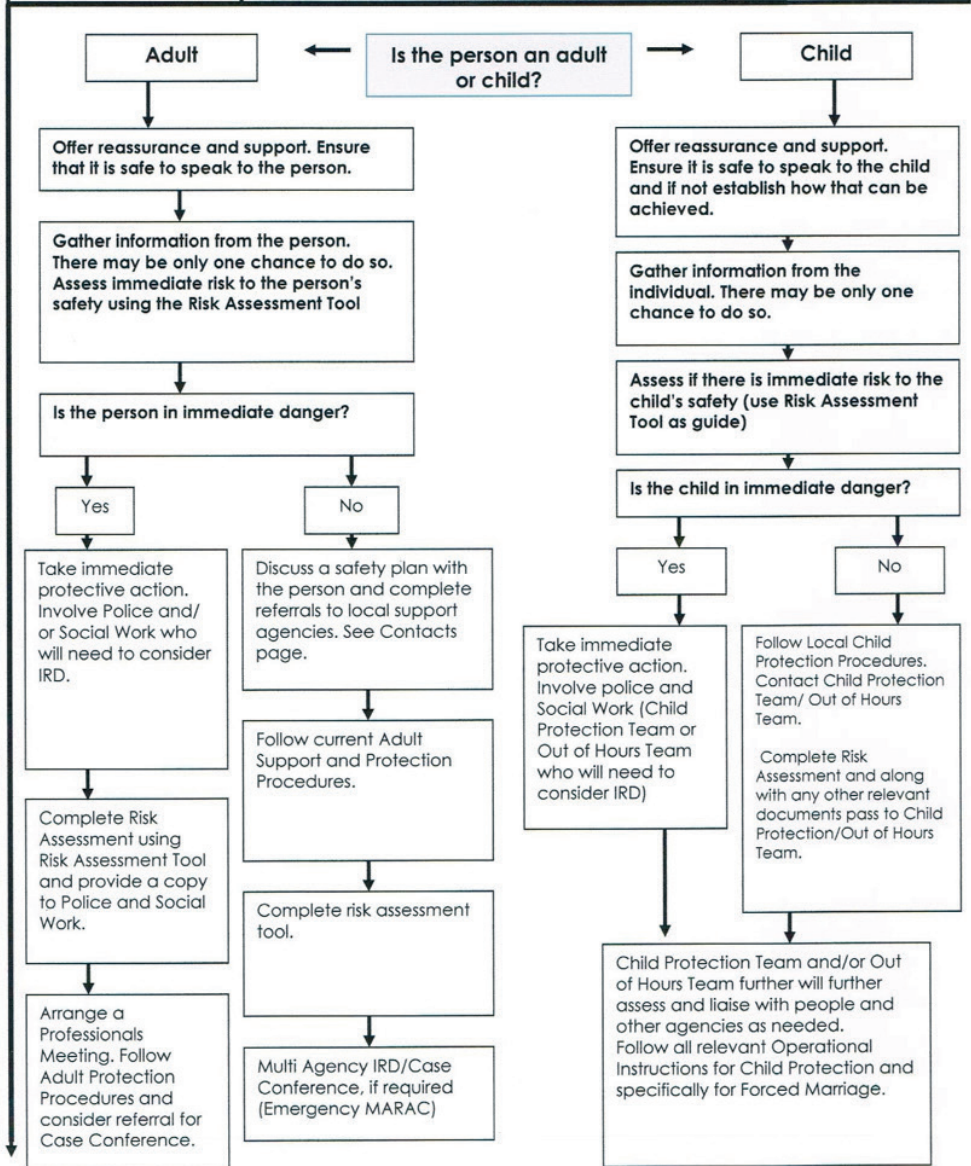 Is the person an adult
or child?
Adult
Child
Offer reassurance and support. Ensure
that it is safe to speak to the person.
Gather information from the person.
There may be only one chance to do so.
Assess immediate risk to the person's
safety using the Risk Assessment Tool
Is the person in immediate danger?
Yes
Take immediate
protective action.
Involve Police and/
or Social Work who
will need to consider
IRD.
Complete Risk
Assessment using
Risk Assessment Tool
and provide a copy
to Police and Social
Work.
Arrange a
Professionals
Meeting. Follow
Adult Protection
Procedures and
consider referral for
Case Conference.
No
Discuss a safety plan with
the person and complete
referrals to local support
agencies. See Contacts
page.
Follow current Adult
Support and Protection
Procedures.
Complete risk assessment
tool.
Multi Agency IRD/Case
Conference, if required
(Emergency MARAC)
Offer reassurance and support.
Ensure it is safe to speak to the child
and if not establish how that can be
achieved.
Gather information from the
individual. There may be only one
chance to do so.
Assess if there is immediate risk to the
child's safety (use Risk Assessment
Tool as guide)
Is the child in immediate danger?
Yes
Take immediate
protective action.
Involve police and
Social Work (Child
Protection Team or
Out of Hours Team
who will need to
consider IRD)
No
Follow Local Child
Protection Procedures.
Contact Child Protection
Team/ Out of Hours
Team.
Complete Risk
Assessment and along
with any other relevant
documents pass to Child
Protection/Out of Hours
Team.
Child Protection Team and/or Out
of Hours Team further will further
assess and liaise with people and
other agencies as needed.
Follow all relevant Operational
Instructions for Child Protection and
specifically for Forced Marriage.